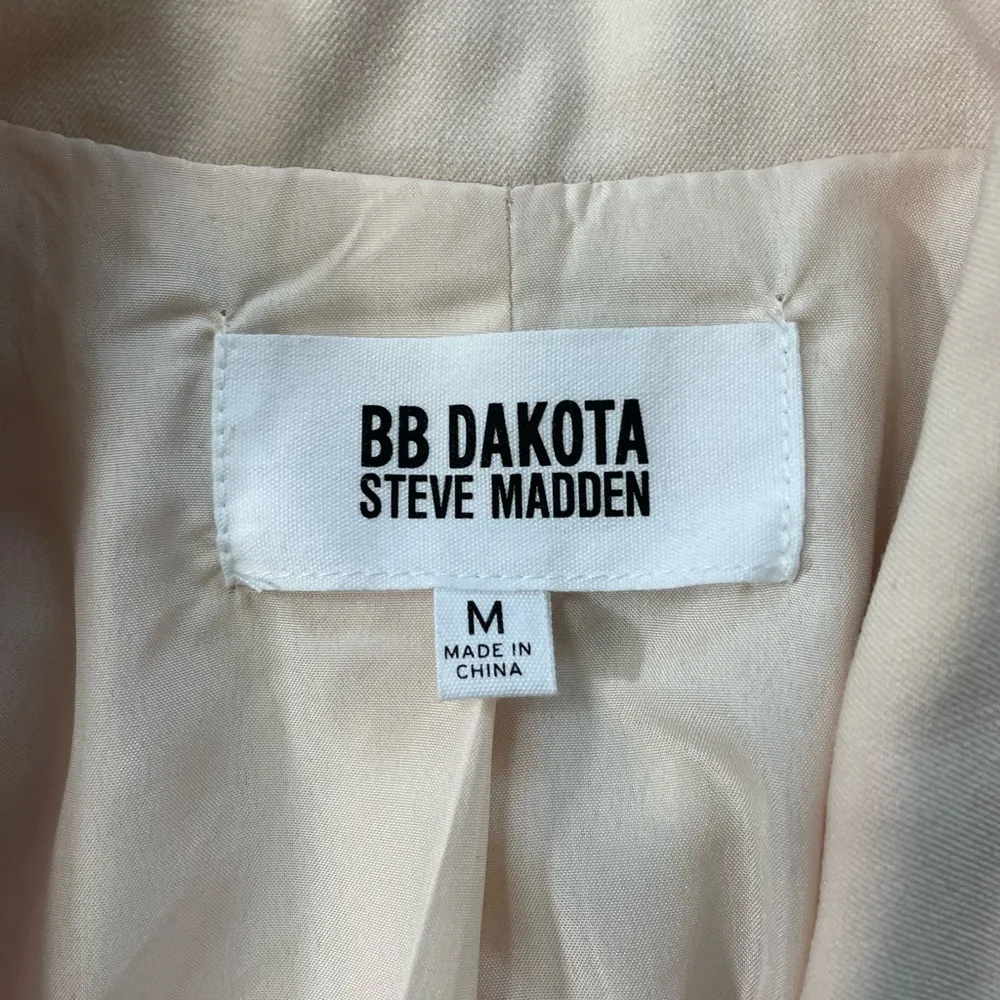 BB DAKOTA
STEVE MADDEN
M
MADE IN
CHINA